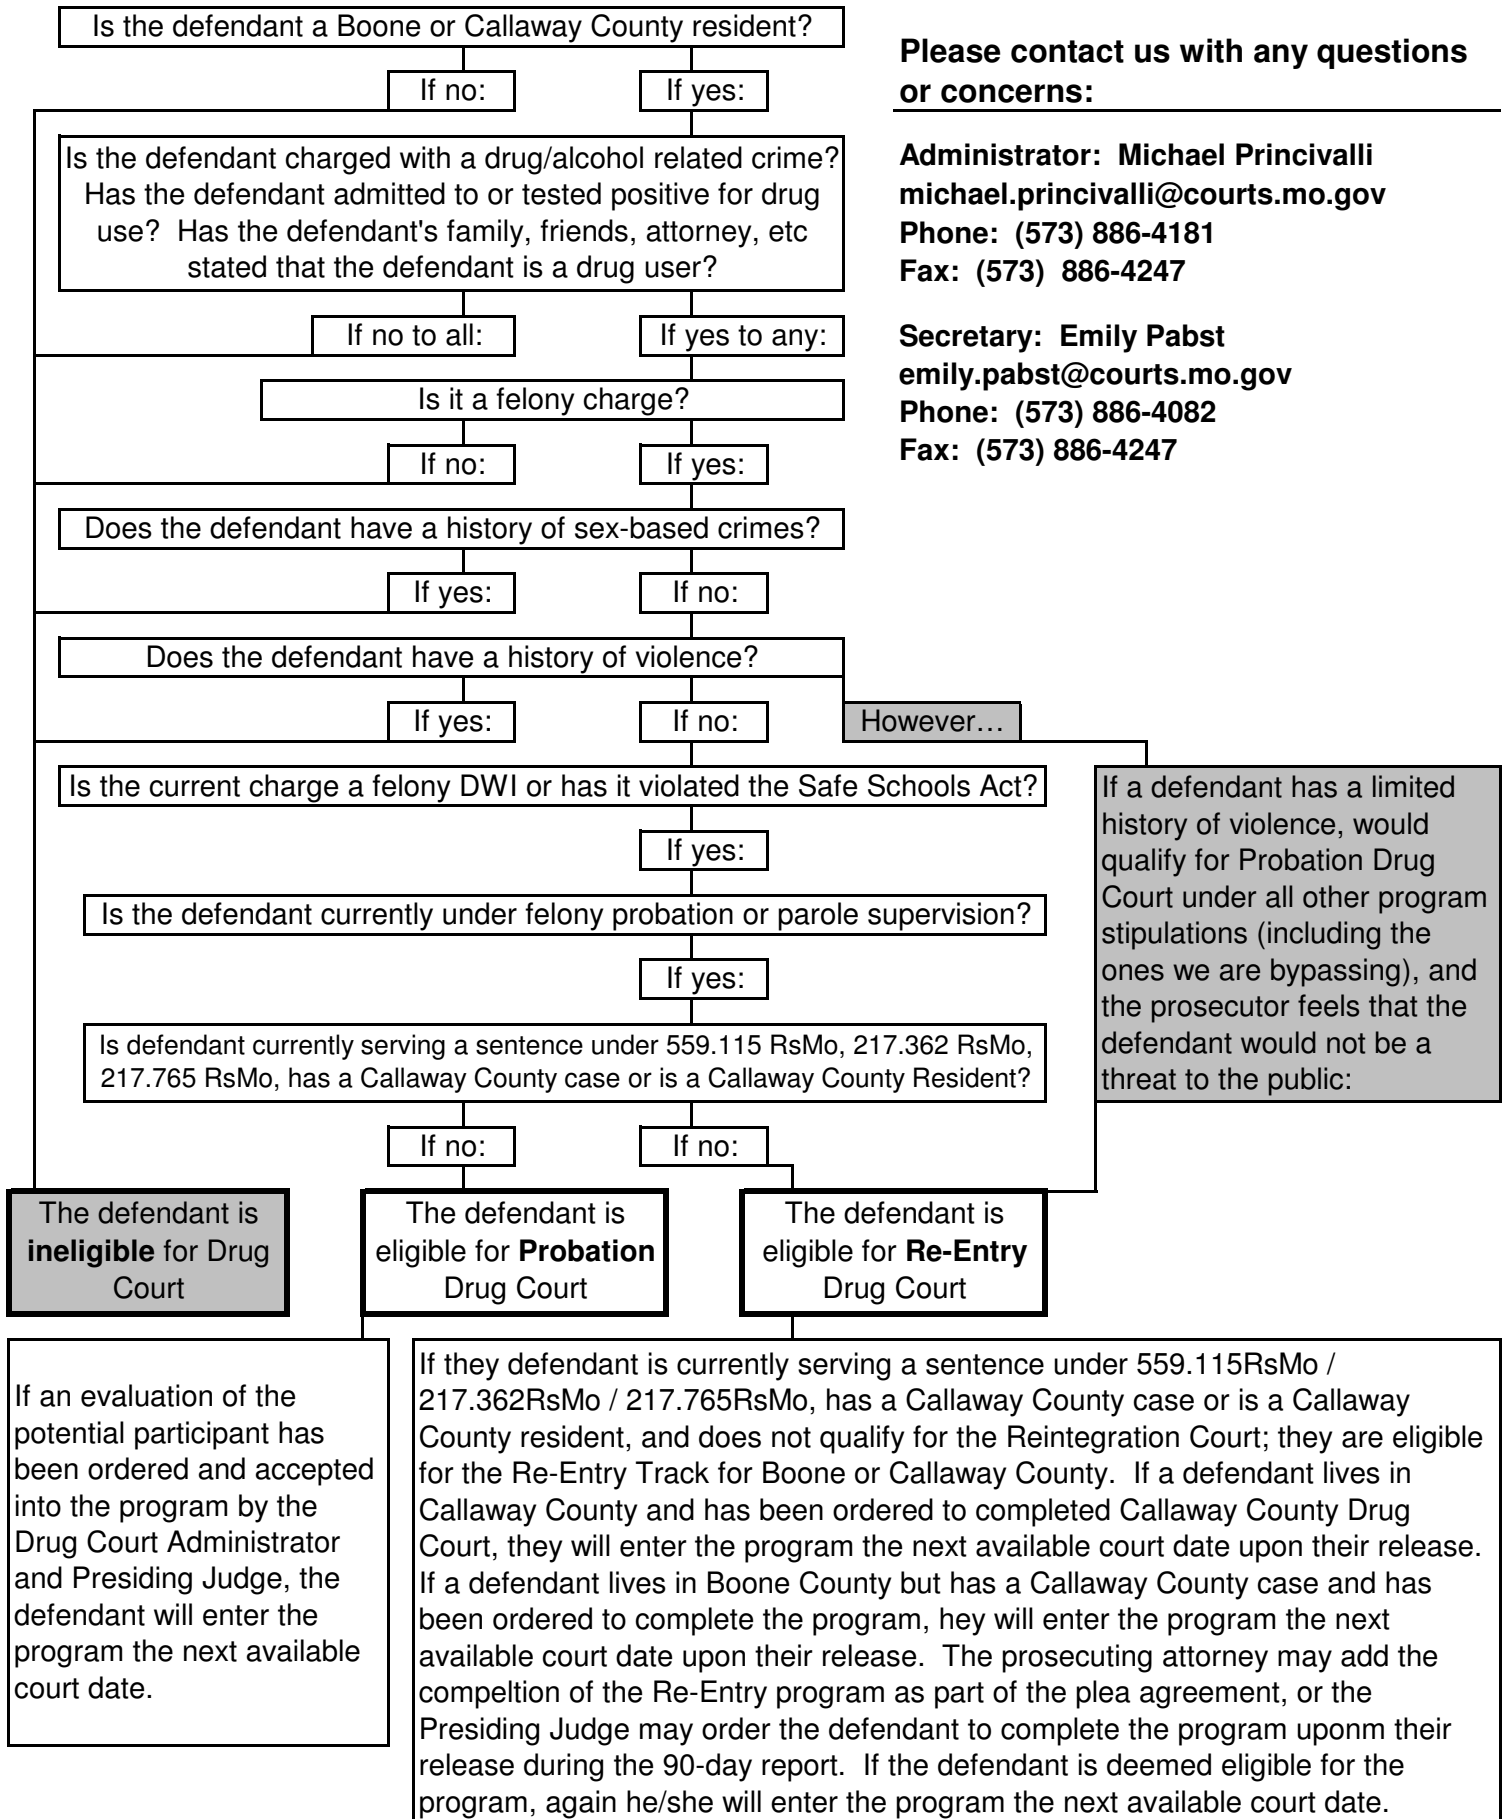 Is the defendant a Boone or Callaway County resident?
If no:
If yes:
Is the defendant charged with a drug/alcohol related crime?
Has the defendant admitted to or tested positive for drug
use?  Has the defendant's family, friends, attorney, etc
stated that the defendant is a drug user?
If no to all:
If yes to any:
Is it a felony charge?
If no:
If yes:
Does the defendant have a history of sex-based crimes?
If yes:
If no:
Does the defendant have a history of violence?
If yes:
If no:
However…
Is the current charge a felony DWI or has it violated the Safe Schools Act?
If yes:
Is the defendant currently under felony probation or parole supervision?
If yes:
Is defendant currently serving a sentence under 559.115 RsMo, 217.362 RsMo,
217.765 RsMo, has a Callaway County case or is a Callaway County Resident?
If no:
If no:
Please contact us with any questions
or concerns:
Administrator:  Michael Princivalli
michael.princivalli@courts.mo.gov
Phone:  (573) 886-4181
Fax:  (573)  886-4247
Secretary:  Emily Pabst
emily.pabst@courts.mo.gov
Phone:  (573) 886-4082
Fax:  (573) 886-4247
If a defendant has a limited
history of violence, would
qualify for Probation Drug
Court under all other program
stipulations (including the
ones we are bypassing), and
the prosecutor feels that the
defendant would not be a
threat to the public:
The defendant is
ineligible for Drug
Court
The defendant is
eligible for Probation
Drug Court
The defendant is
eligible for Re-Entry
Drug Court
If an evaluation of the
potential participant has
been ordered and accepted
into the program by the
Drug Court Administrator
and Presiding Judge, the
defendant will enter the
program the next available
court date.
If they defendant is currently serving a sentence under 559.115RsMo /
217.362RsMo / 217.765RsMo, has a Callaway County case or is a Callaway
County resident, and does not qualify for the Reintegration Court; they are eligible
for the Re-Entry Track for Boone or Callaway County.  If a defendant lives in
Callaway County and has been ordered to completed Callaway County Drug
Court, they will enter the program the next available court date upon their release.
If a defendant lives in Boone County but has a Callaway County case and has
been ordered to complete the program, hey will enter the program the next
available court date upon their release.  The prosecuting attorney may add the
compeltion of the Re-Entry program as part of the plea agreement, or the
Presiding Judge may order the defendant to complete the program uponm their
release during the 90-day report.  If the defendant is deemed eligible for the
program, again he/she will enter the program the next available court date.